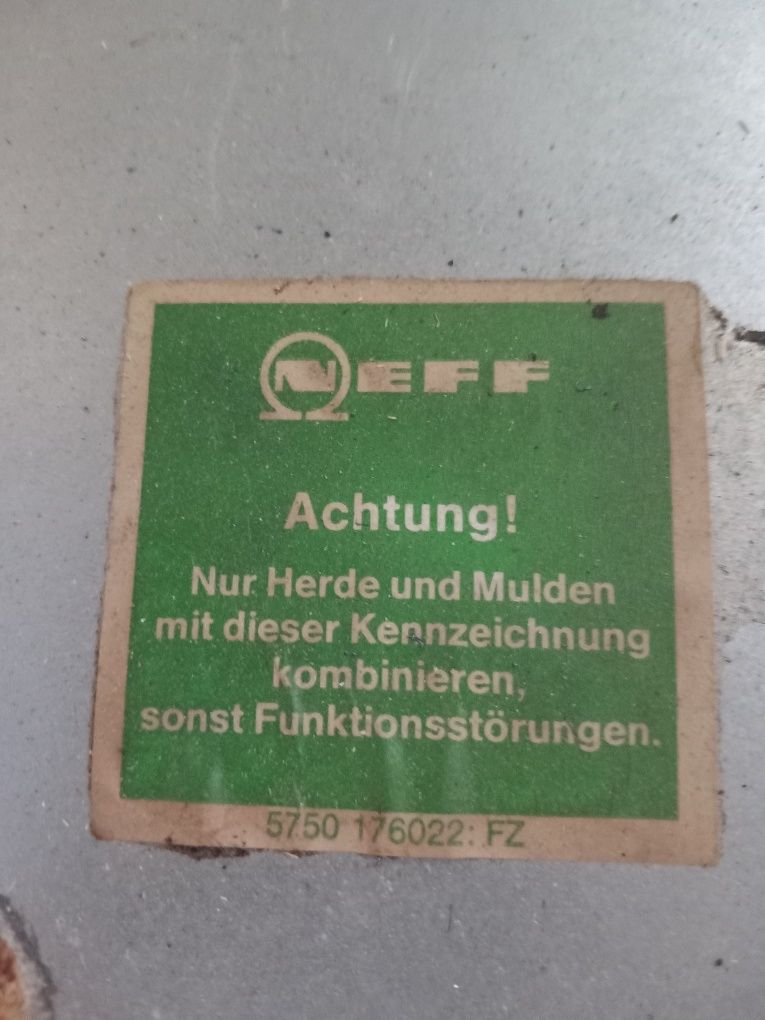 NEFF
Achtung!
Nur Herde und Mulden
mit dieser Kennzeichnung
kombinieren,
sonst Funktionsstörungen.
5750 176022: FZ